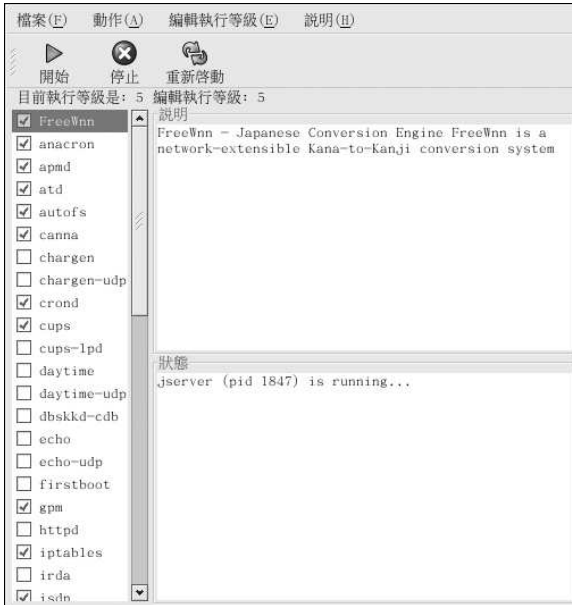 檔案(F) 動作(A) 編輯執行等級(E) 説明(H)
開始 停止 重新啓動
目前執行等級是: 5 編輯執行等級: 5
FreeWnn
anacron
apmd
atd
autofs
canna
chargen
chargen-udp
crond
cups
cups-lpd
daytime
daytime-udp
dbskkd-cdb
echo
echo-udp
firstboot
gpm
httpd
iptables
irda
isdn
説明
FreeWnn - Japanese Conversion Engine FreeWnn is a
network-extensible Kana-to-Kanji conversion system
狀態
jserver (pid 1847) is running...